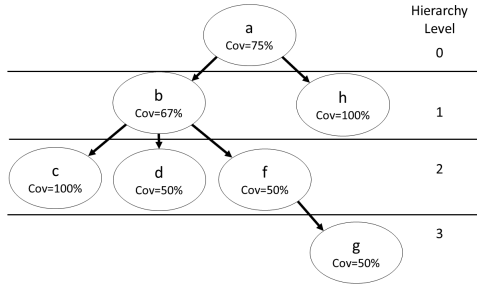 Hierarchy
Level
a
Cov=75%
0
b
Cov=67%
h
Cov=100%
1
c
Cov=100%
d
Cov=50%
f
Cov=50%
2
3
g
Cov=50%